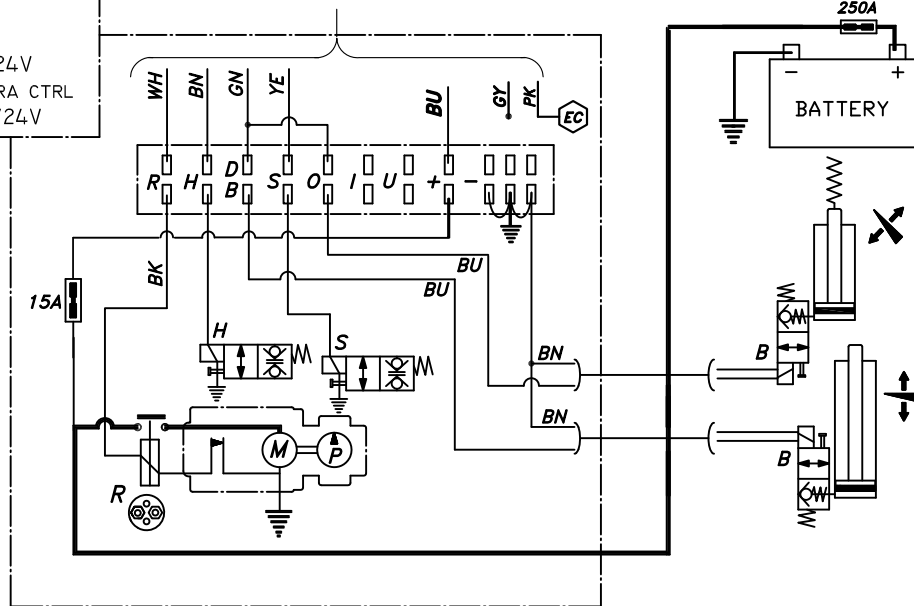 250A
24V
RA CTRL
/24V
WH BN GN YE BU GY PK
EC
- +
BATTERY
R H D B S O I U + -
BK
BU
BU
15A
H
S
BN
B
BN
M P
B
R